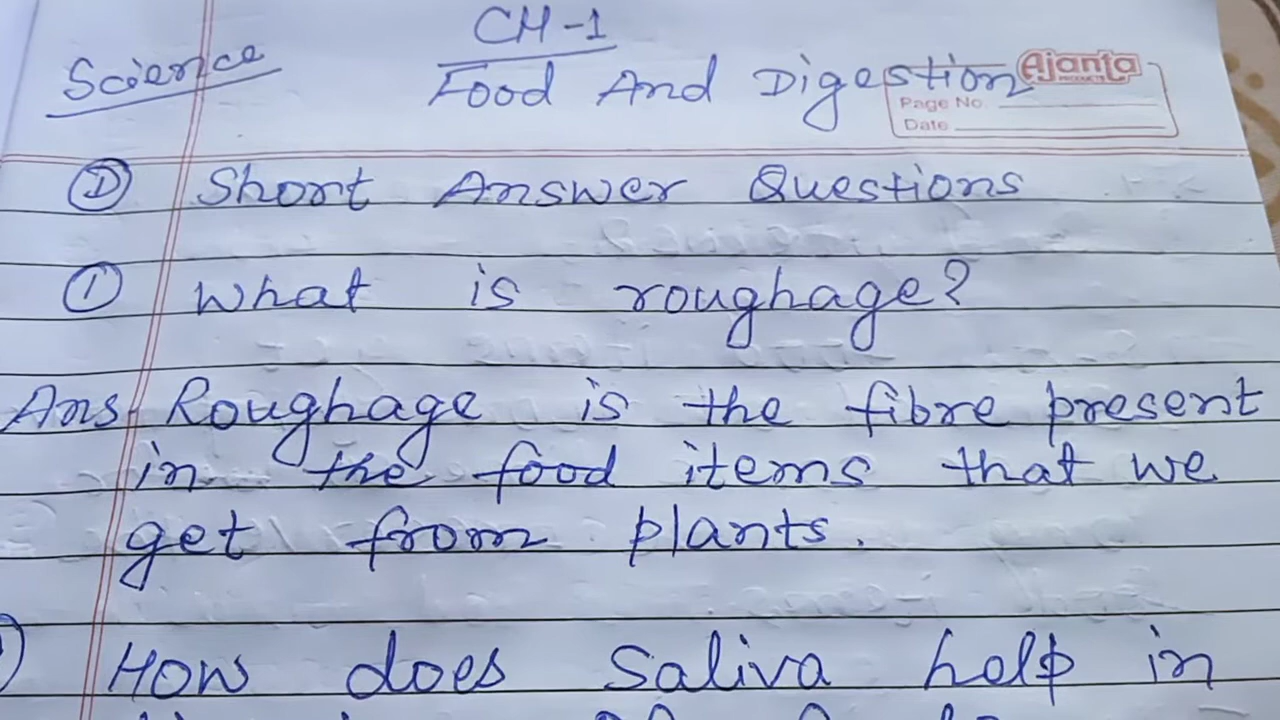 CH-1
Science
Food And Digestion
Ajanta
PRODUCTS
Page No.
Date
D Short Answer Questions
1 What is roughage?
Ans Roughage is the fibre present
in the food items that we
get from plants.
How does Saliva help in